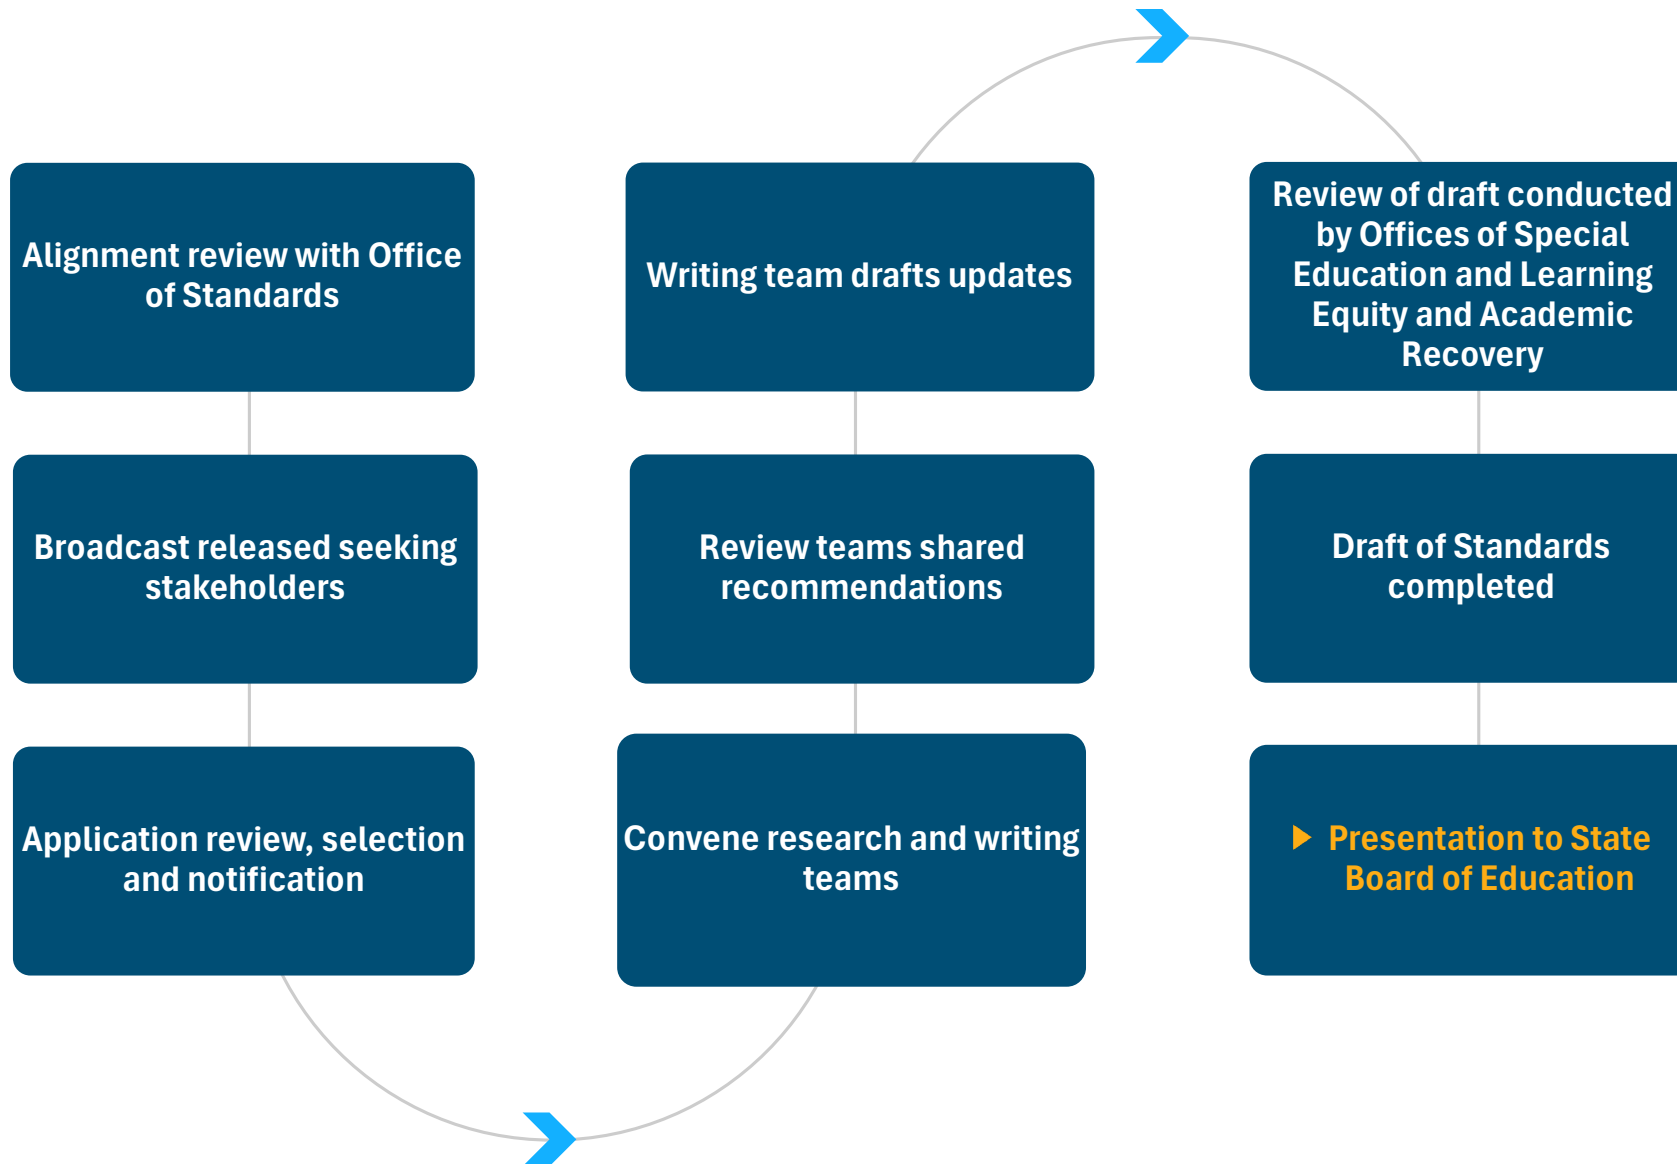 Alignment review with Office
of Standards
Broadcast released seeking
stakeholders
Application review, selection
and notification
Convene research and writing
teams
Review teams shared
recommendations
Writing team drafts updates
Review of draft conducted
by Offices of Special
Education and Learning
Equity and Academic
Recovery
Draft of Standards
completed
Presentation to State
Board of Education